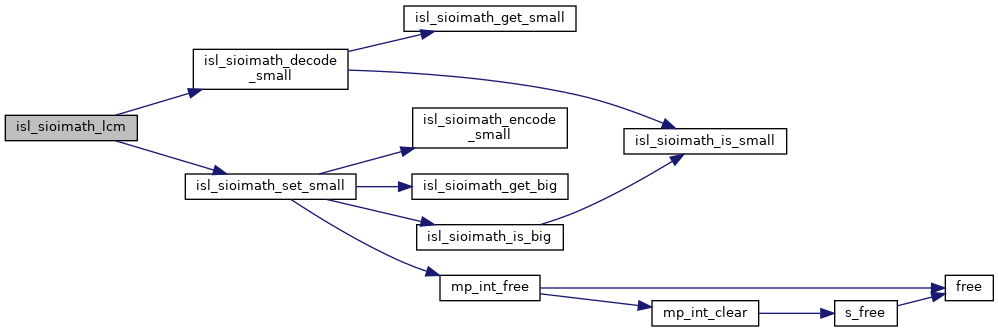 isl_sioimath_get_small
isl_sioimath_decode
_small
isl_sioimath_encode
_small
isl_sioimath_lcm
isl_sioimath_is_small
isl_sioimath_set_small
isl_sioimath_get_big
isl_sioimath_is_big
mp_int_free
free
mp_int_clear
s_free